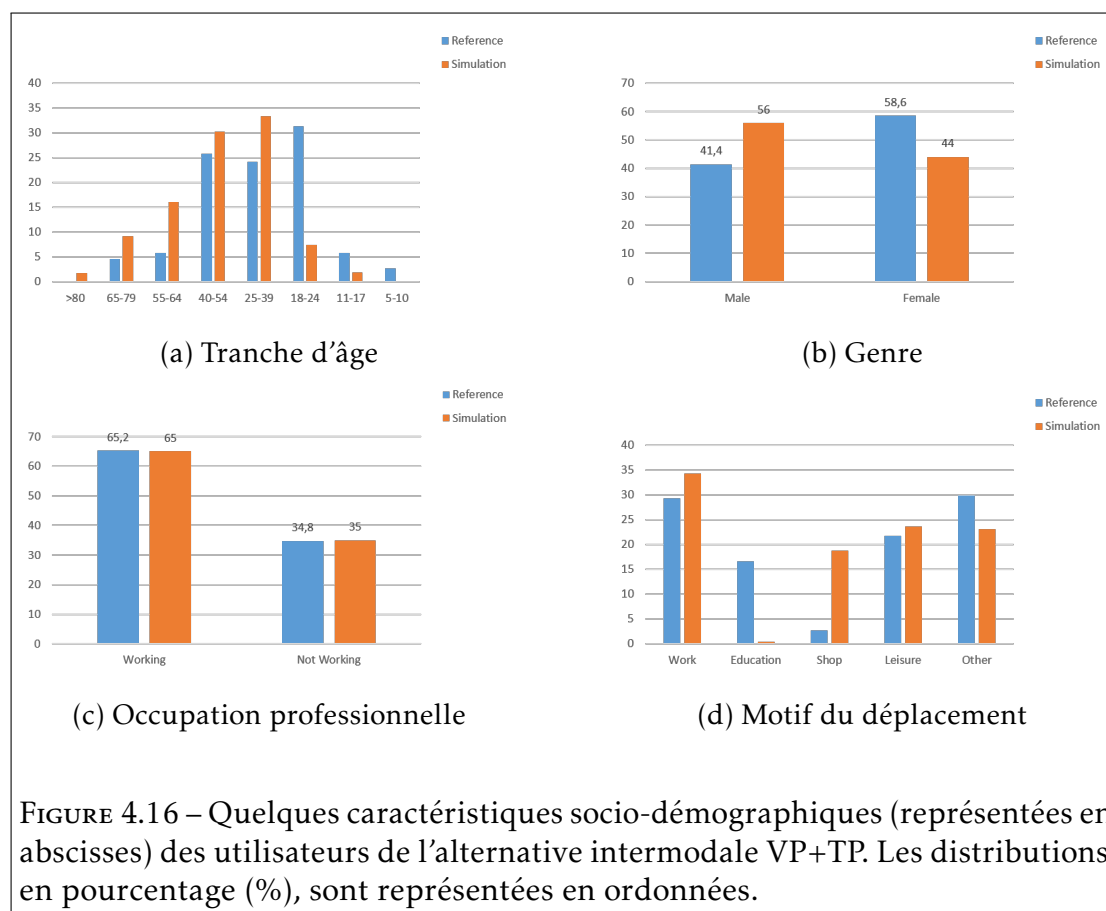 Reference
Simulation
40
35
30
25
20
15
10
5
0
>80 65-79 55-64 40-54 25-39 18-24 11-17 5-10
(a) Tranche d'âge
Reference
Simulation
70
60
50
40
30
20
10
0
41,4 56 58,6 44
Male Female
(b) Genre
Reference
Simulation
70
60
50
40
30
20
10
0
65,2 65 34,8 35
Working Not Working
(c) Occupation professionnelle
Reference
Simulation
40
35
30
25
20
15
10
5
0
Work Education Shop Leisure Other
(d) Motif du déplacement
FIGURE 4.16 – Quelques caractéristiques socio-démographiques (représentées en
abscisses) des utilisateurs de l'alternative intermodale VP+TP. Les distributions
en pourcentage (%), sont représentées en ordonnées.